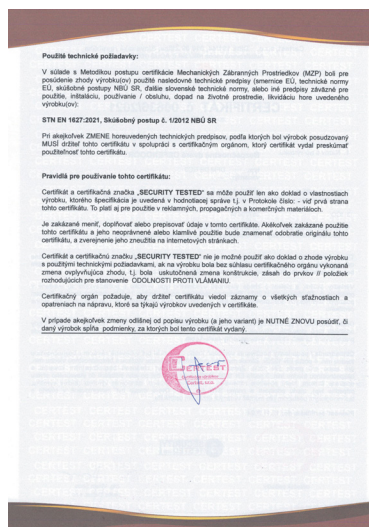 Použité technické požiadavky:
V súlade s Metodikou postupu certifikácie Mechanických Zábranných Prostriedkov (MZP) boli pre
posúdenie zhody výrobku(ov) použité nasledovné technické predpisy (smernice EÚ, technické normy
EÚ, skúšobné postupy NBÚ SR, ďalšie slovenské technické normy, alebo iné predpisy záväzné pre
použitie, inštaláciu, používanie / obsluhu, dopad na životné prostredie, likvidáciu hore uvedeného
výrobku(ov):
STN EN 1627:2021, Skúšobný postup č. 1/2012 NBÚ SR
Pri akejkoľvek ZMENE horeuvedených technických predpisov, podľa ktorých bol výrobok posudzovaný
MUSÍ držiteľ tohto certifikátu v spolupráci s certifikačným orgánom, ktorý certifikát vydal preskúmať
použiteľnosť tohto certifikátu.
Pravidlá pre používanie tohto certifikátu:
Certifikát a certifikačná značka „SECURITY TESTED" sa môže použiť len ako doklad o vlastnostiach
výrobku, ktorého špecifikácia je uvedená v hodnotiacej správe t.j. v Protokole číslo: - viď prvá strana
tohto certifikátu. To platí aj pre použitie v reklamných, propagačných a komerčných materiáloch.
Je zakázané meniť, doplňovať alebo prepisovať údaje v tomto certifikáte. Akékoľvek zakázané použitie
tohto certifikátu a jeho neoprávnené alebo klamlivé použitie bude znamenať odobratie originálu tohto
certifikátu, a zverejnenie jeho zneužitia na internetových stránkach.
Certifikát a certifikačnú značku „SECURITY TESTED" nie je možné použiť ako doklad o zhode výrobku
s použitými technickými požiadavkami, ak na výrobku bola bez súhlasu certifikačného orgánu vykonaná
zmena ovplyvňujúca zhodu, t.j. bola uskutočnená zmena konštrukcie, zásah do prvkov // položiek
rozhodujúcich pre stanovenie ODOLNOSTI PROTI VLÁMANIU.
Certifikačný orgán požaduje, aby držiteľ certifikátu viedol záznamy o všetkých sťažnostiach a
opatreniach na nápravu, ktoré sa týkajú výrobkov uvedených v certifikáte.
V prípade akejkoľvek zmeny odlišnej od popisu výrobku (a jeho variant) je NUTNÉ ZNOVU posúdiť, či
daný výrobok spĺňa podmienky, za ktorých bol tento certifikát vydaný.
CERTEST